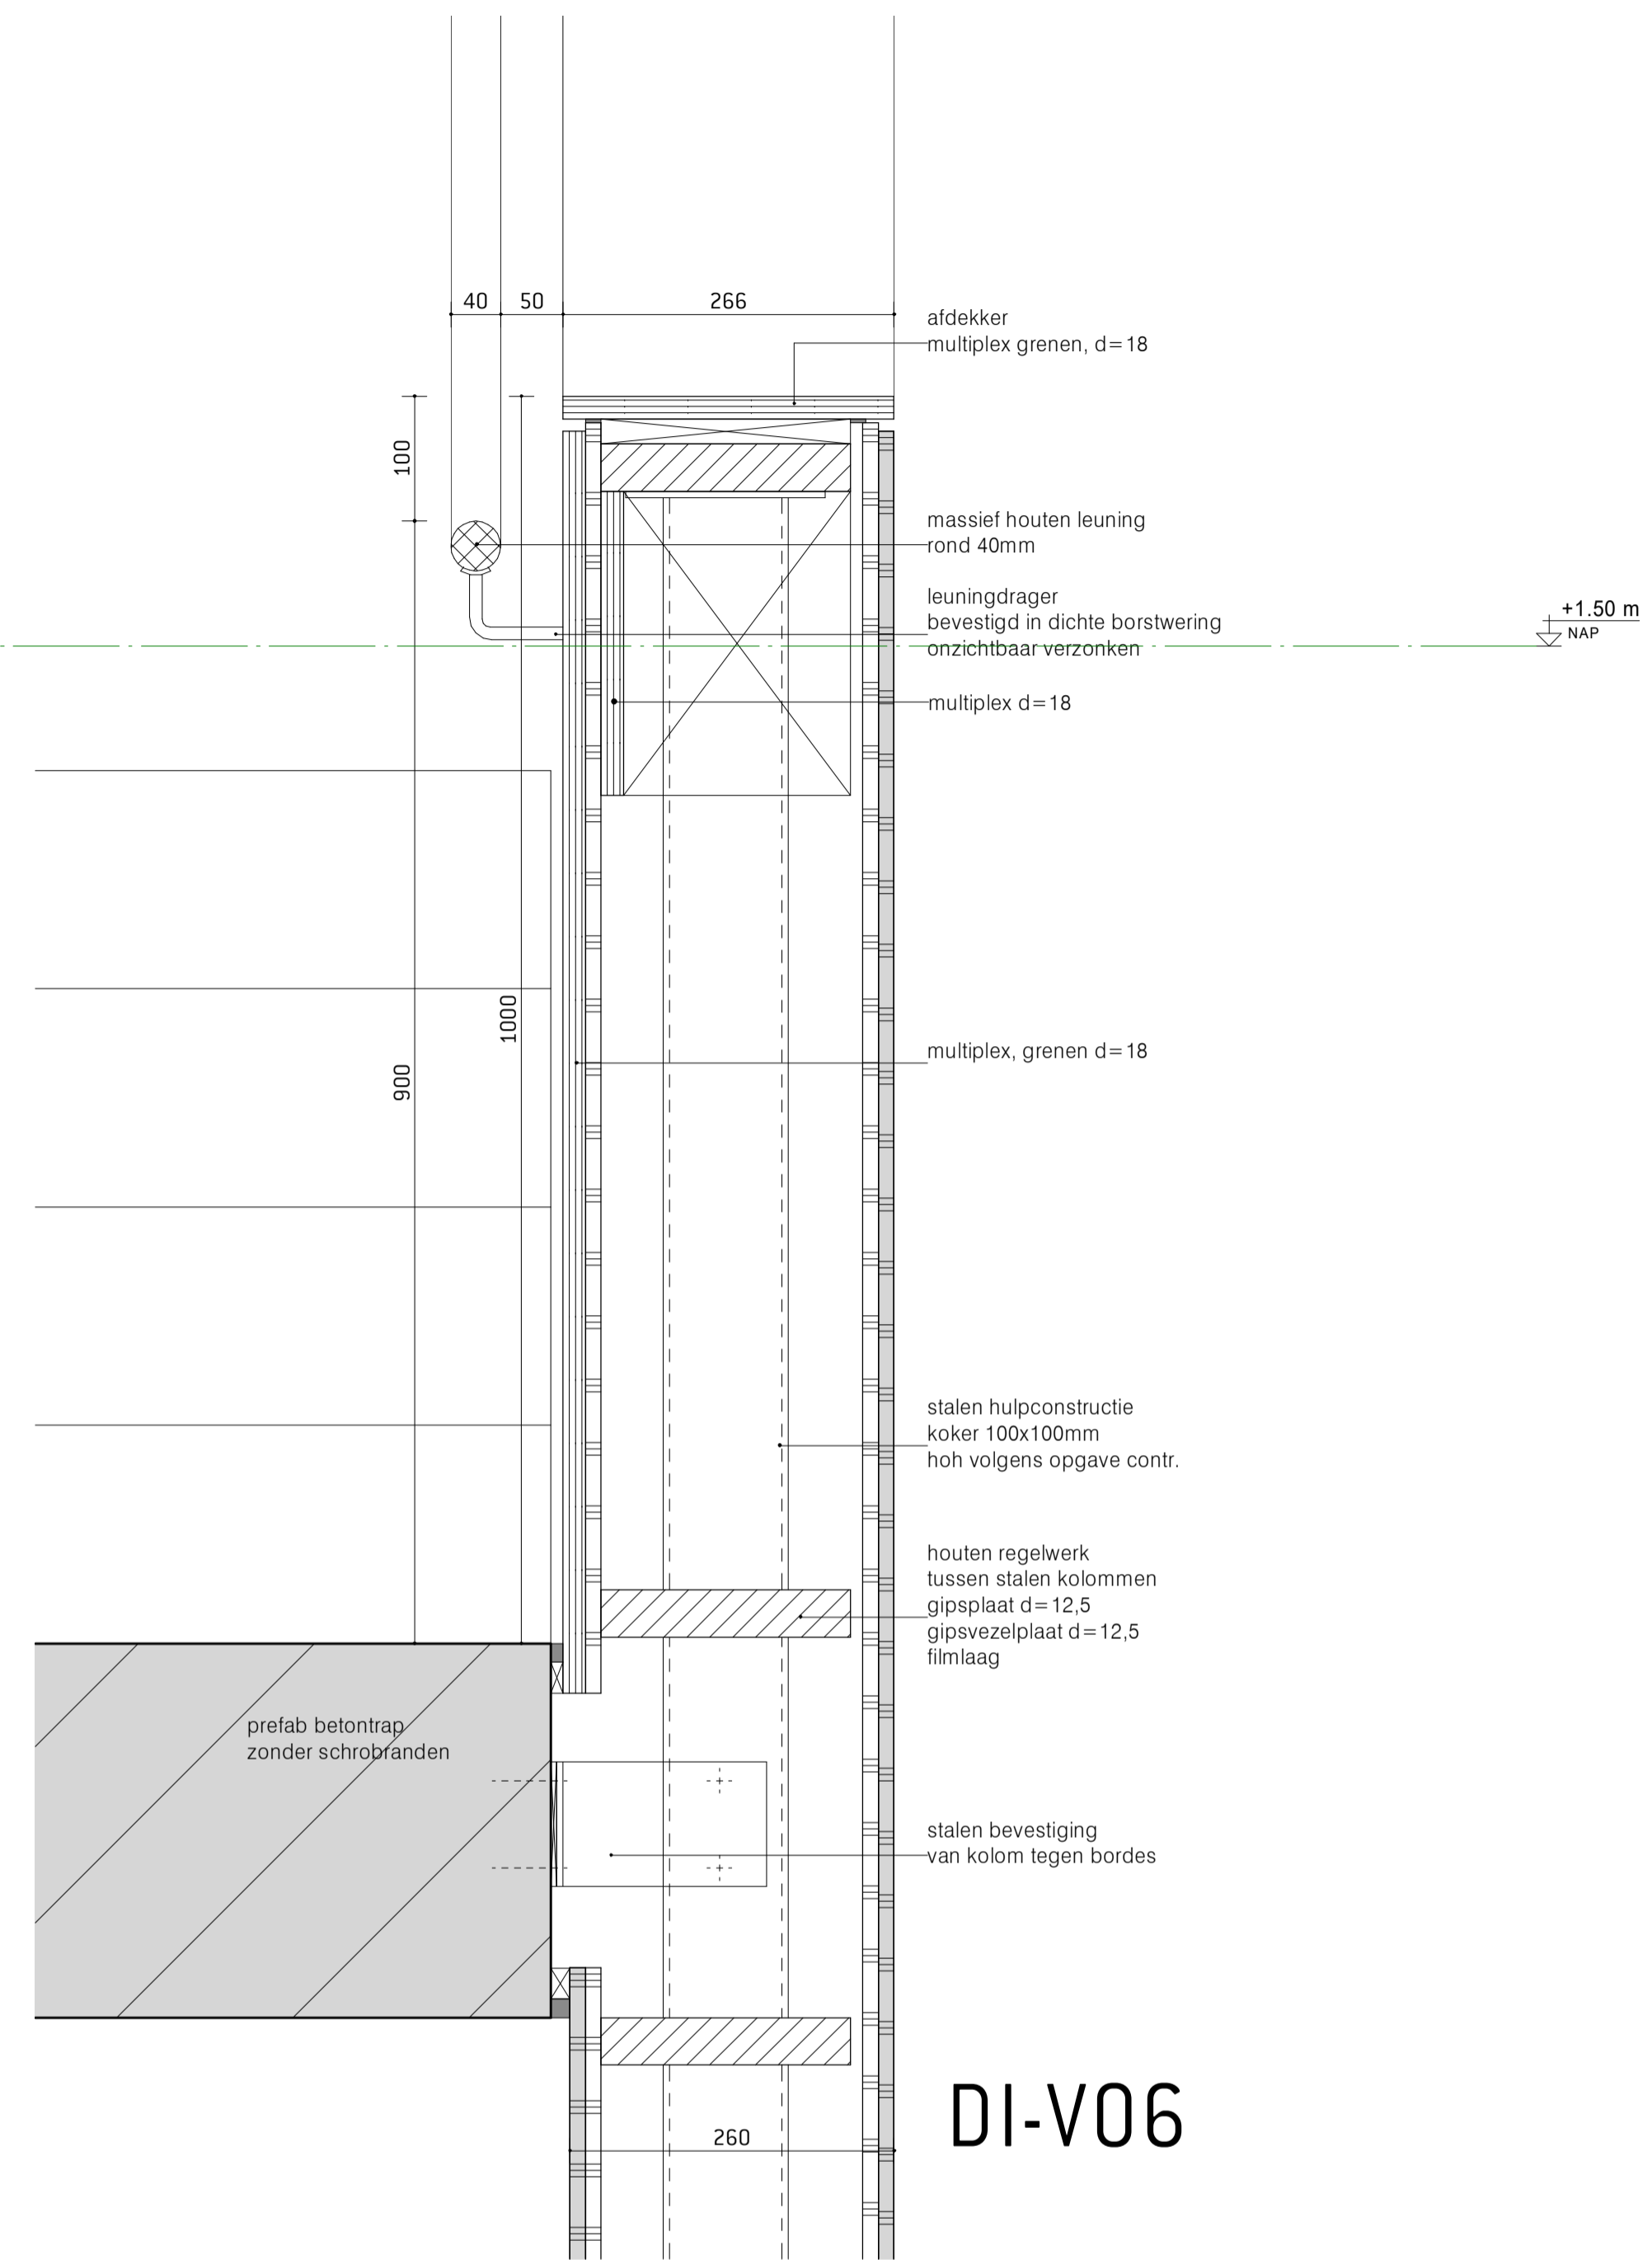 40
50
266
afdekker
multiplex grenen, d=18
100
massief houten leuning
rond 40mm
leuningdrager
bevestigd in dichte borstwering
onzichtbaar verzonken
+1.50 m
NAP
multiplex d=18
1000
900
multiplex, grenen d=18
stalen hulpconstructie
koker 100x100mm
hoh volgens opgave contr.
houten regelwerk
tussen stalen kolommen
gipsplaat d=12,5
gipsvezelplaat d=12,5
filmlaag
prefab betontrap
zonder schrobranden
stalen bevestiging
van kolom tegen bordes
260
DI-V06